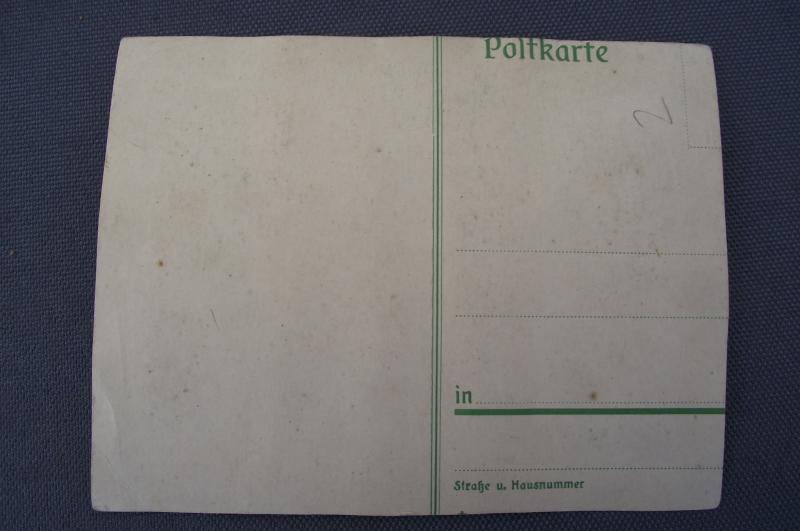 Poſtkarte
2
in
Straße u. Hausnummer